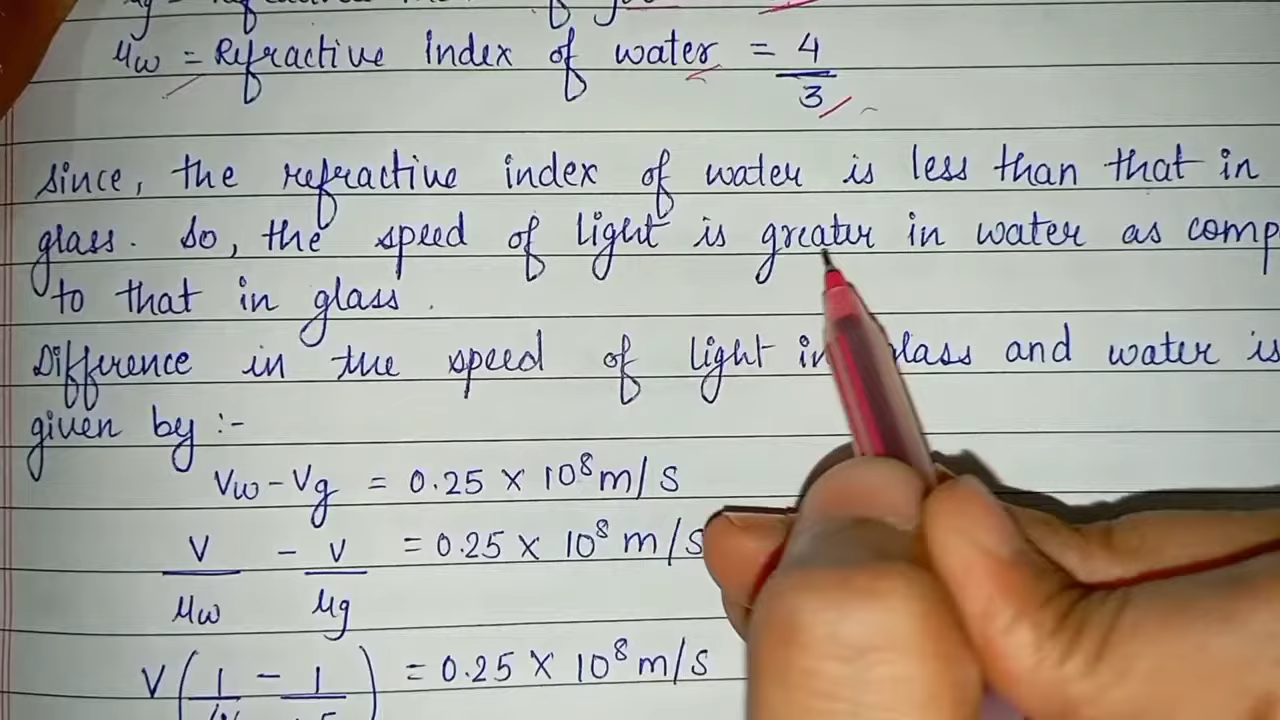 μw = Refractive Index of water = 4/3
Since, the refractive index of water is less than that in
glass. So, the speed of light is greater in water as comp
to that in glass.
Difference in the speed of light in glass and water is
given by :-
Vw - Vg = 0.25 × 10⁸ m/s
V/μw - V/μg = 0.25 × 10⁸ m/s
V(1 - 1) = 0.25 × 10⁸ m/s